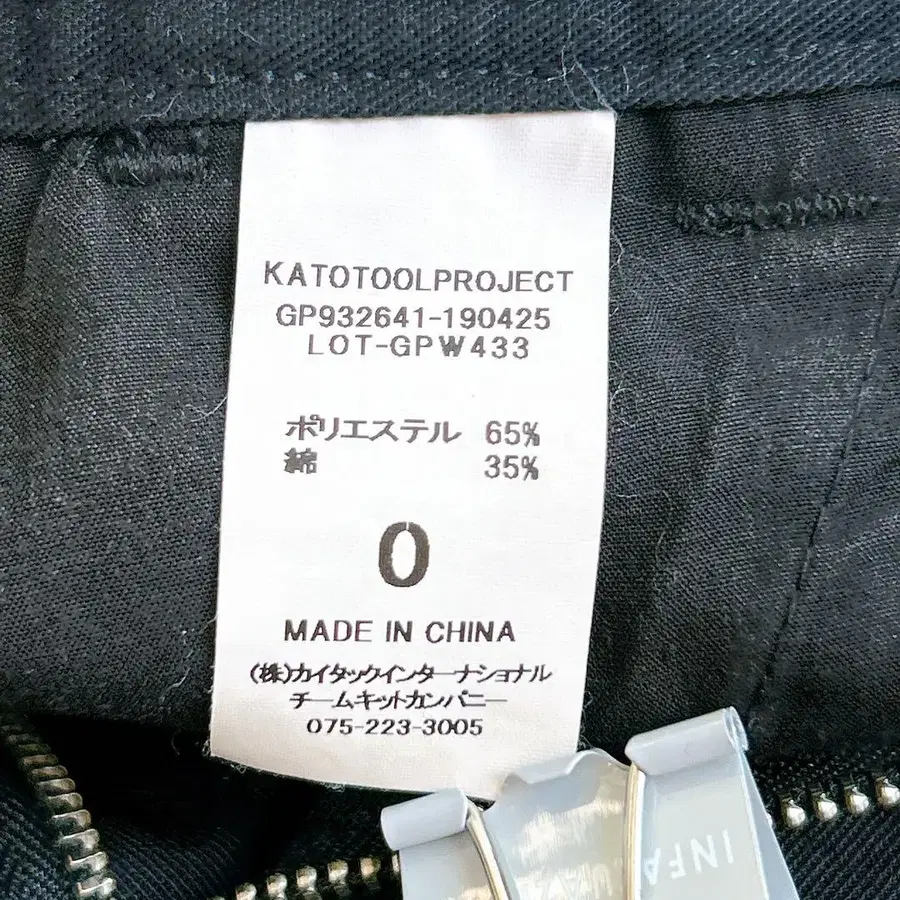 KATOTOOLPROJECT
GP932641-190425
LOT-GPW433
ポリエステル 65%
綿 35%
0
MADE IN CHINA
(株)カイタックインターナショナル
チームキットカンパニー
075-223-3005
INFA